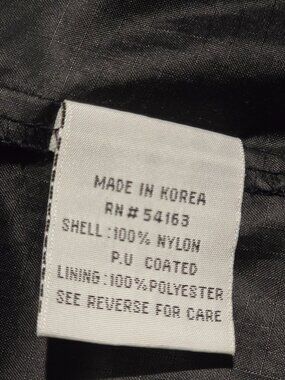 MADE IN KOREA
RN# 54163
SHELL:100% NYLON
P.U COATED
LINING:100%POLYESTER
SEE REVERSE FOR CARE